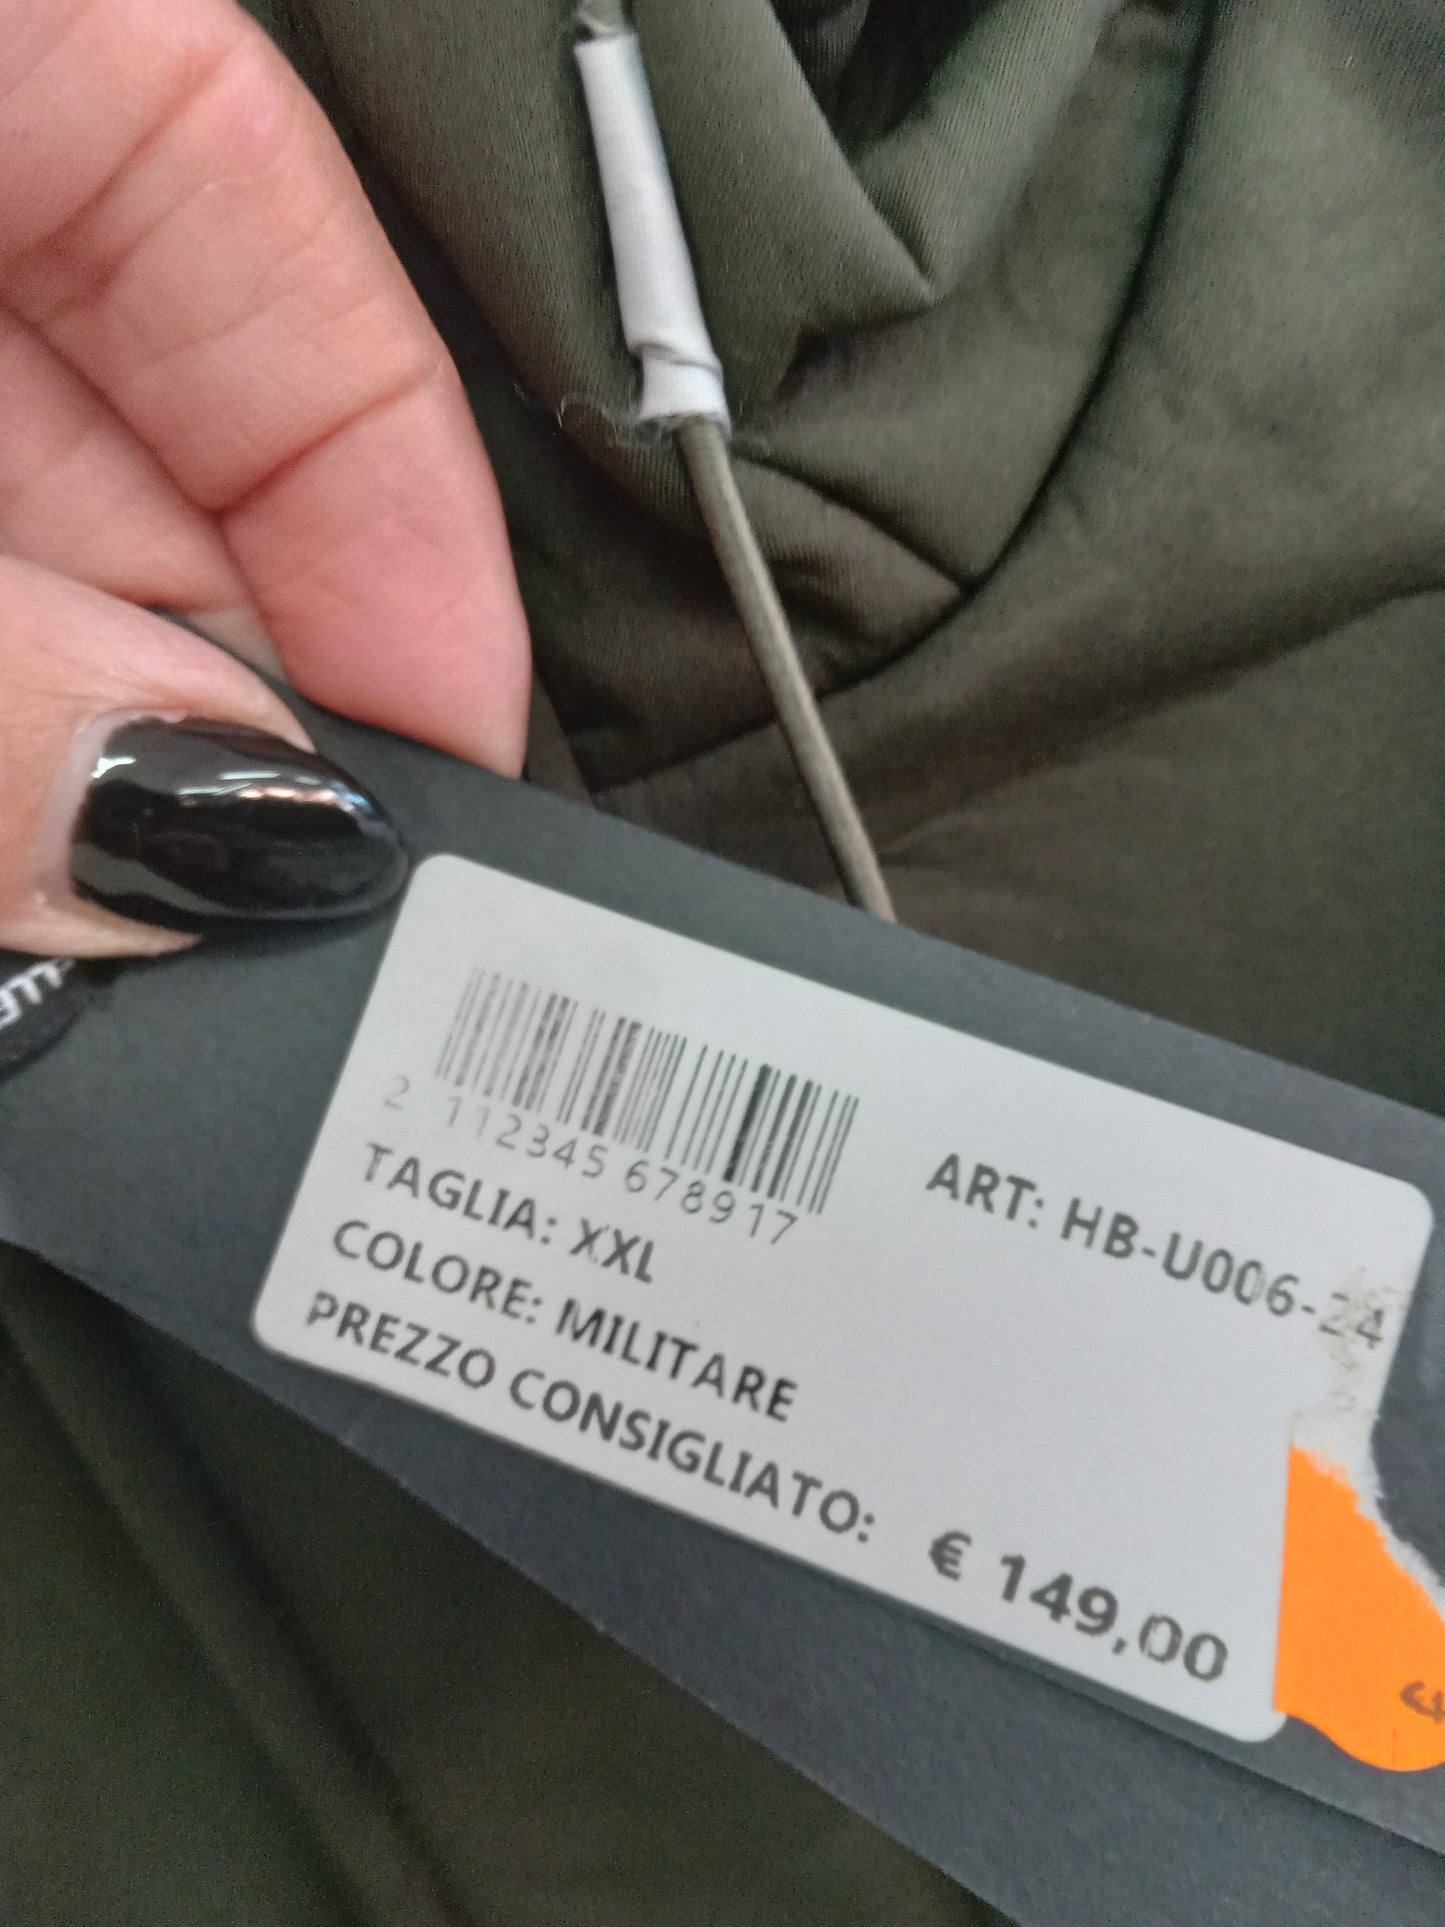 2 112345 678917
ART: HB-U006-24
TAGLIA: XXL
COLORE: MILITARE
PREZZO CONSIGLIATO: € 149,00
€